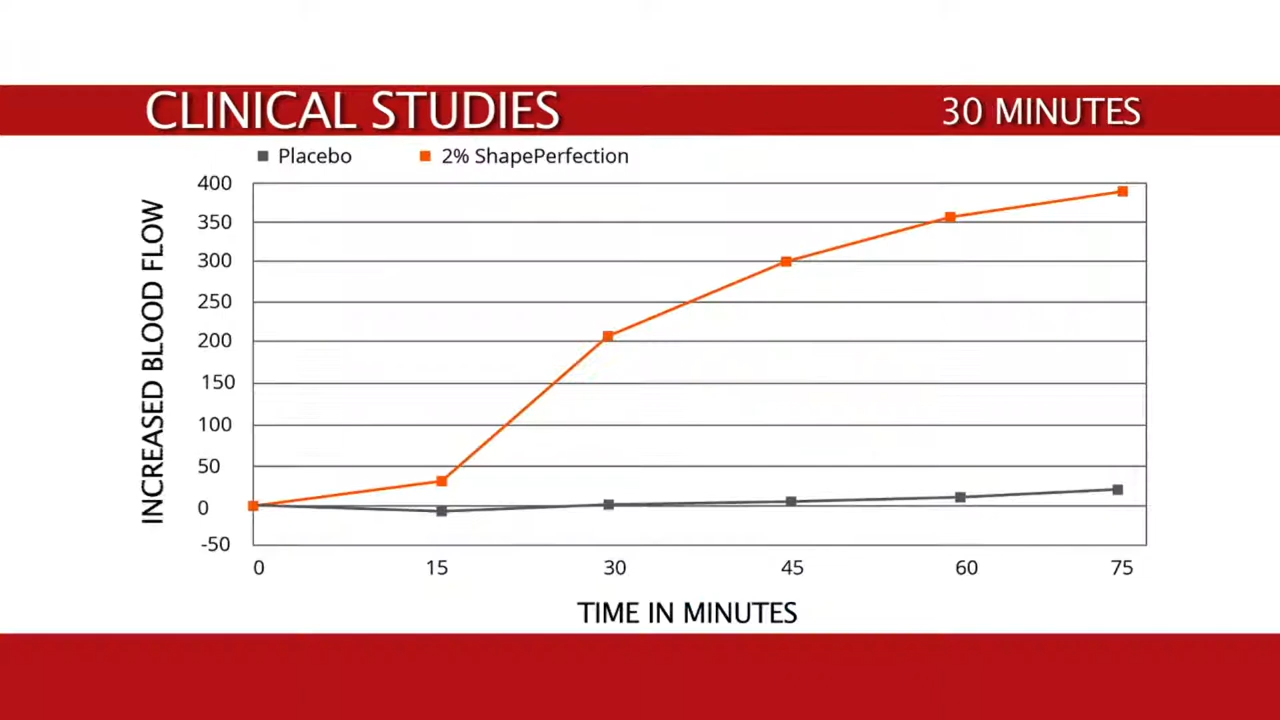 CLINICAL STUDIES
30 MINUTES
Placebo
2% ShapePerfection
INCREASED BLOOD FLOW
400
350
300
250
200
150
100
50
0
-50
0 15 30 45 60 75
TIME IN MINUTES